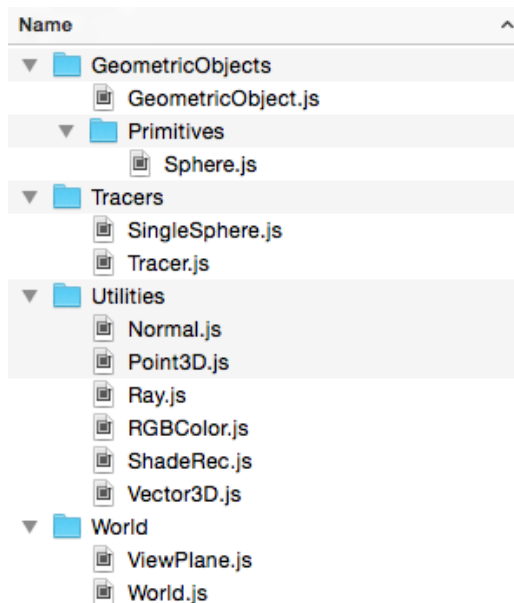 Name
GeometricObjects
GeometricObject.js
Primitives
Sphere.js
Tracers
SingleSphere.js
Tracer.js
Utilities
Normal.js
Point3D.js
Ray.js
RGBColor.js
ShadeRec.js
Vector3D.js
World
ViewPlane.js
World.js